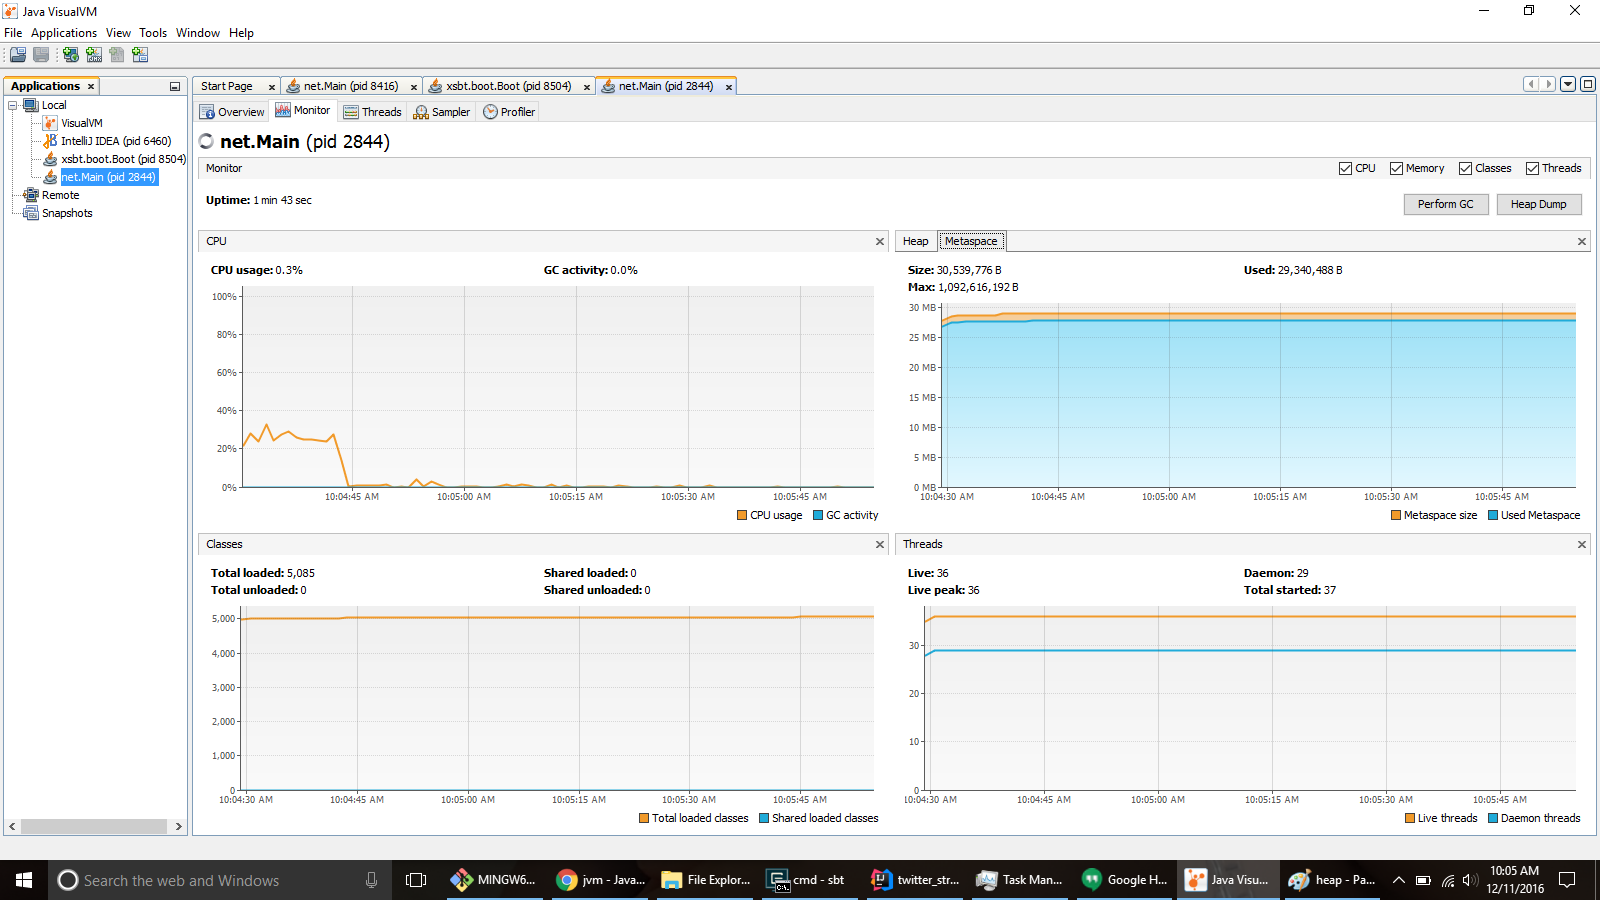 Java VisualVM
File Applications View Tools Window Help
Applications
Local
VisualVM
IntelliJ IDEA (pid 6460)
xsbt.boot.Boot (pid 8504)
net.Main (pid 2844)
Remote
Snapshots
Start Page net.Main (pid 8416) xsbt.boot.Boot (pid 8504) net.Main (pid 2844)
Overview Monitor Threads Sampler Profiler
net.Main (pid 2844)
Monitor CPU Memory Classes Threads
Uptime: 1 min 43 sec
Perform GC Heap Dump
CPU
CPU usage: 0.3% GC activity: 0.0%
100%
80%
60%
40%
20%
0%
10:04:45 AM 10:05:00 AM 10:05:15 AM 10:05:30 AM 10:05:45 AM
CPU usage GC activity
Heap Metaspace
Size: 30,539,776 B Used: 29,340,488 B
Max: 1,092,616,192 B
30 MB
25 MB
20 MB
15 MB
10 MB
5 MB
0 MB
10:04:30 AM 10:04:45 AM 10:05:00 AM 10:05:15 AM 10:05:30 AM 10:05:45 AM
Metaspace size Used Metaspace
Classes
Total loaded: 5,085 Shared loaded: 0
Total unloaded: 0 Shared unloaded: 0
5,000
4,000
3,000
2,000
1,000
0
10:04:30 AM 10:04:45 AM 10:05:00 AM 10:05:15 AM 10:05:30 AM 10:05:45 AM
Total loaded classes Shared loaded classes
Threads
Live: 36 Daemon: 29
Live peak: 36 Total started: 37
30
20
10
0
10:04:30 AM 10:04:45 AM 10:05:00 AM 10:05:15 AM 10:05:30 AM 10:05:45 AM
Live threads Daemon threads
Search the web and Windows
MINGW6... jvm - Java... File Explor... cmd - sbt twitter_str... Task Man... Google H... Java Visu... heap - Pa...
10:05 AM
12/11/2016